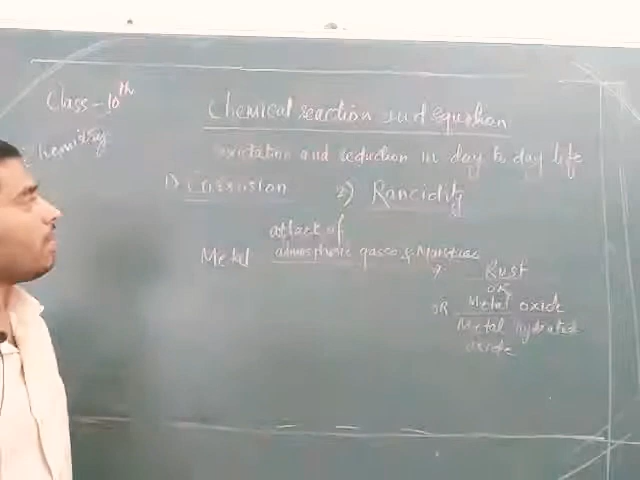 Class - 10th
Chemistry
Chemical reaction and equation
oxidation and reduction in day to day life
1) Corrosion 2) Rancidity
attack of
Metal atmospheric gases & Moisture
Rust
OR
OR Metal oxide
Metal hydrated
oxide